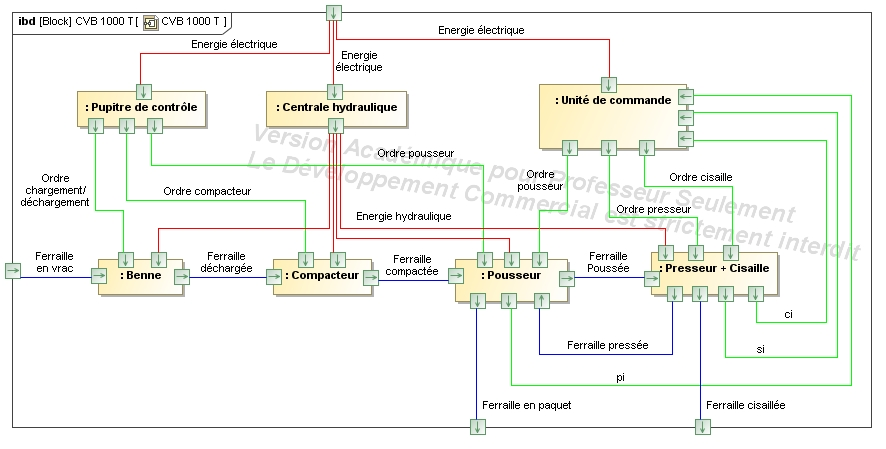 ibd [Block] CVB 1000 T [ CVB 1000 T ]
Energie électrique
Energie électrique
Energie
électrique
: Pupitre de contrôle
: Centrale hydraulique
: Unité de commande
Version Académique pour Professeur Seulement
Le Développement Commercial est strictement interdit
Ordre
chargement/
déchargement
Ordre compacteur
Ordre pousseur
Ordre
pousseur
Ordre cisaille
Ordre presseur
Energie hydraulique
Ferraille
en vrac
: Benne
Ferraille
déchargée
: Compacteur
Ferraille
compactée
: Pousseur
Ferraille
Poussée
: Presseur + Cisaille
ci
Ferraille pressée
si
pi
Ferraille en paquet
Ferraille cisaillée